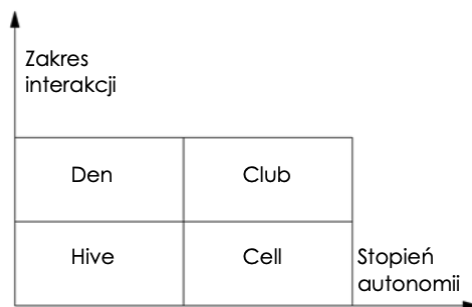 Zakres
interakcji
Den Club
Hive Cell
Stopień
autonomii